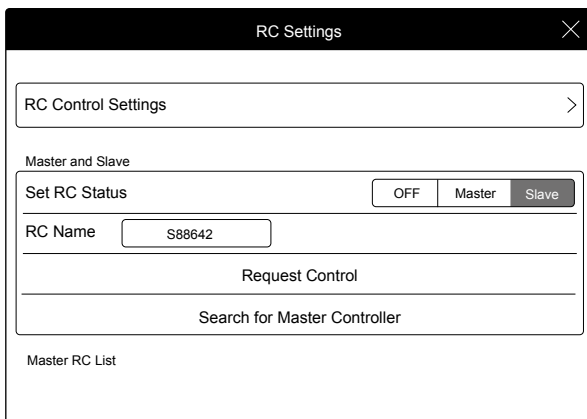 RC Settings
RC Control Settings
Master and Slave
Set RC Status OFF Master Slave
RC Name S88642
Request Control
Search for Master Controller
Master RC List